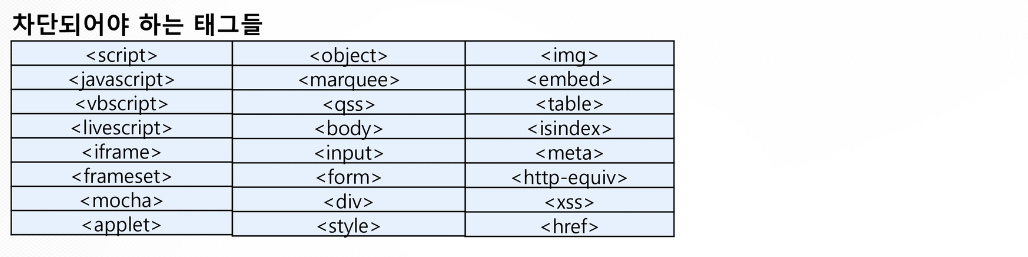 차단되어야 하는 태그들
<script> <object> <img>
<javascript> <marquee> <embed>
<vbscript> <qss> <table>
<livescript> <body> <isindex>
<iframe> <input> <meta>
<frameset> <form> <http-equiv>
<mocha> <div> <xss>
<applet> <style> <href>